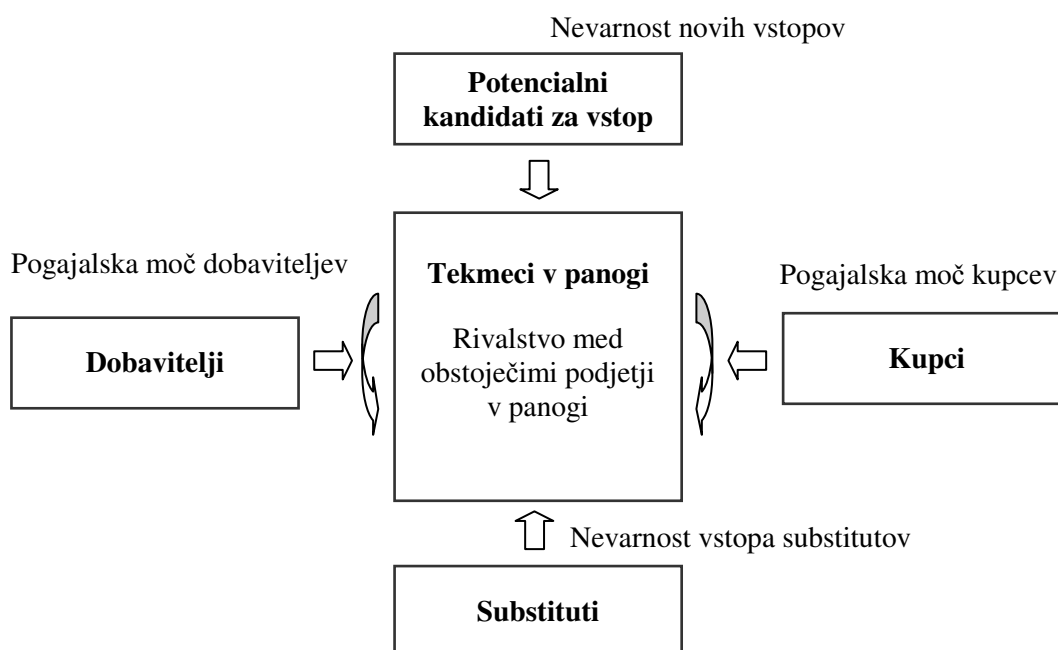 Nevarnost novih vstopov
Potencialni
kandidati za vstop
Pogajalska moč dobaviteljev
Dobavitelji
Tekmeci v panogi
Rivalstvo med
obstoječimi podjetji
v panogi
Pogajalska moč kupcev
Kupci
Nevarnost vstopa substitutov
Substituti